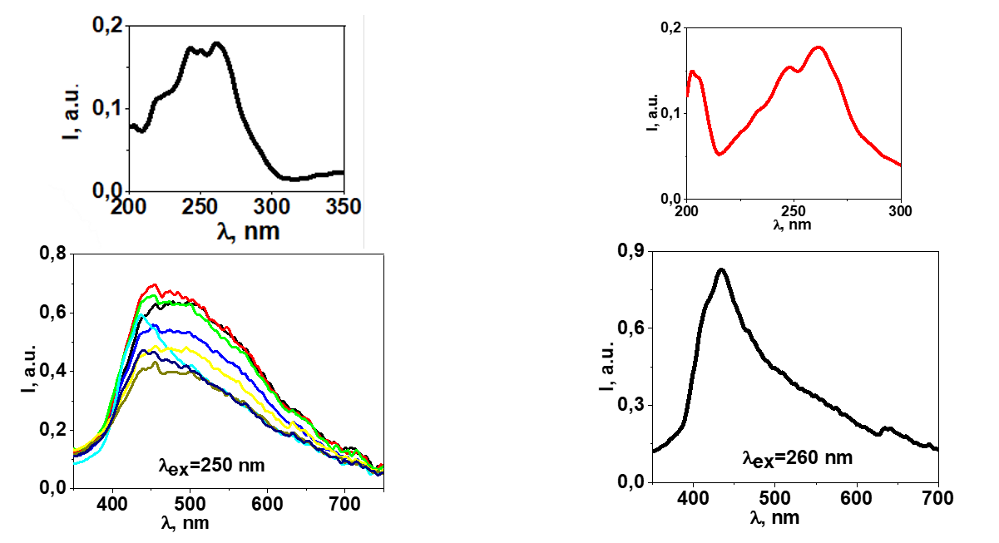 0,2
0,1
0,0
I, a.u.
200 250 300 350
λ, nm
0,2
0,1
0,0
I, a.u.
200 250 300
λ, nm
0,8
0,6
0,4
0,2
0,0
I, a.u.
λex=250 nm
400 500 600 700
λ, nm
0,9
0,6
0,3
0,0
I, a.u.
λex=260 nm
400 500 600 700
λ, nm